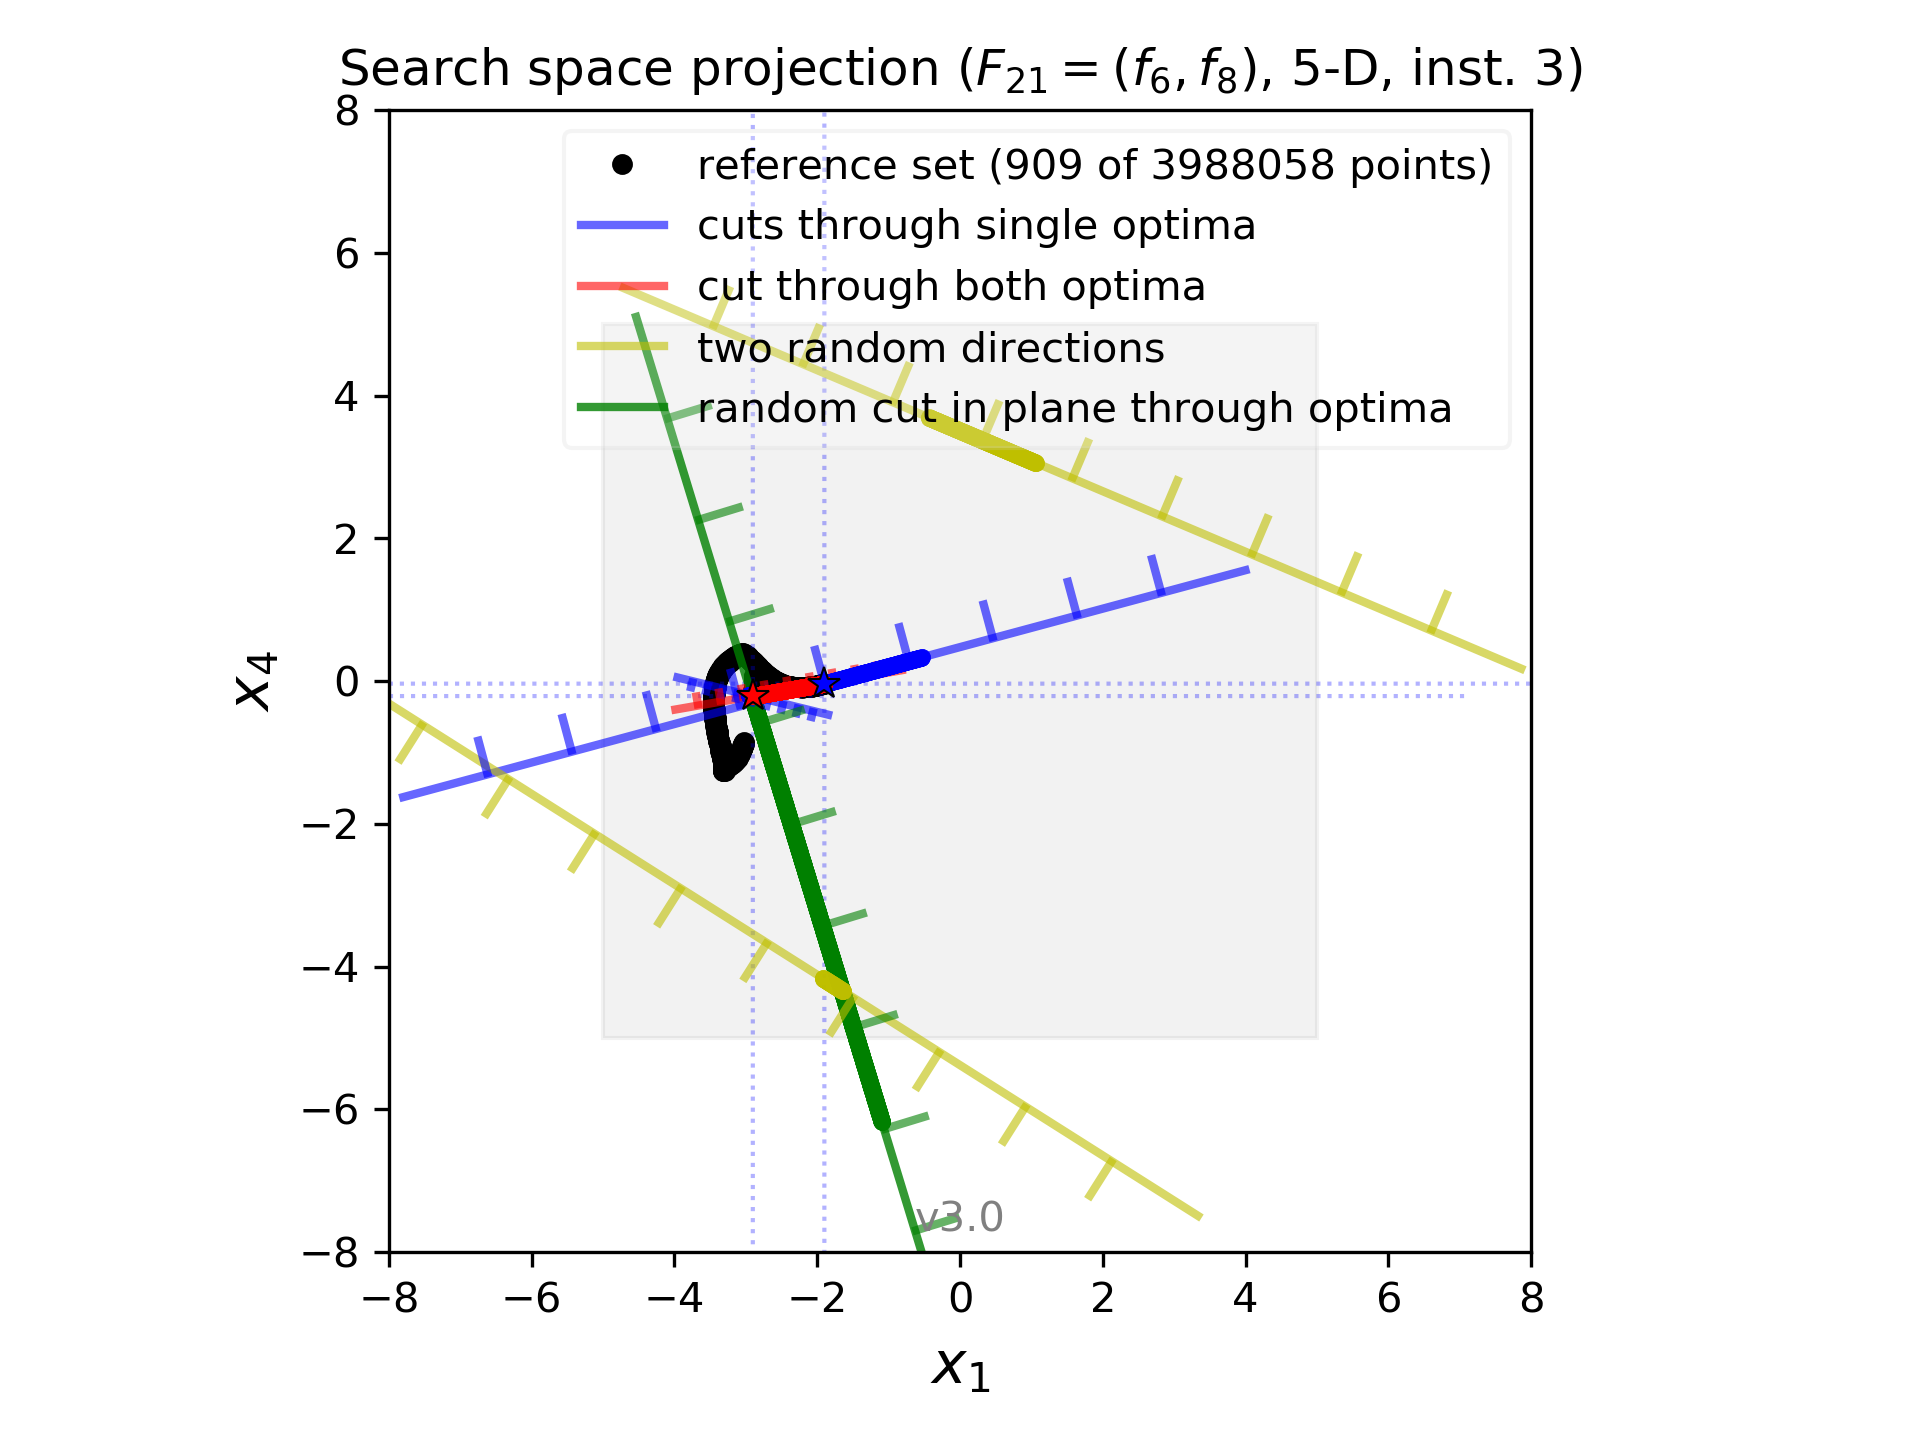 Search space projection (F₂₁ = (f₆, f₈), 5-D, inst. 3)
reference set (909 of 3988058 points)
cuts through single optima
cut through both optima
two random directions
random cut in plane through optima
8
6
4
2
0
−2
−4
−6
−8
x₄
v3.0
−8 −6 −4 −2 0 2 4 6 8
x₁